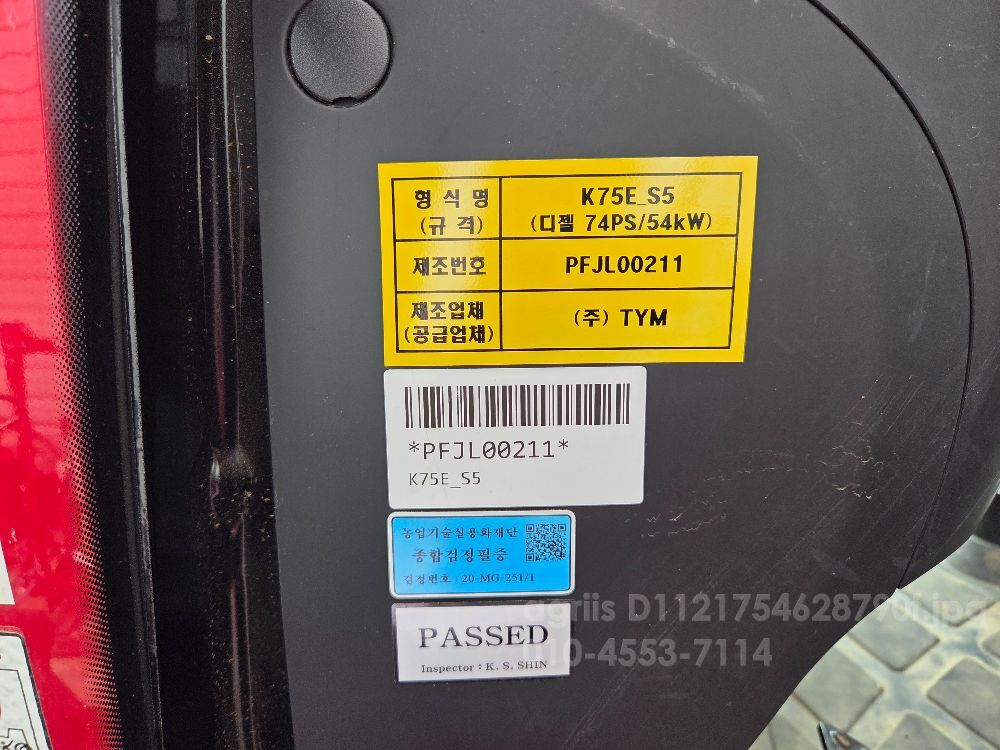 형 식 명
(규 격)
K75E_S5
(디젤 74PS/54kW)
제조번호
PFJL00211
제조업체
(공급업체)
(주) TYM
*PFJL00211*
K75E_S5
농업기술실용화재단
종합검정필증
검정번호 : 20-MG-251/1
PASSED
Inspector : K. S. SHIN
agriis D1121754628790i.jpg
010-4553-7114